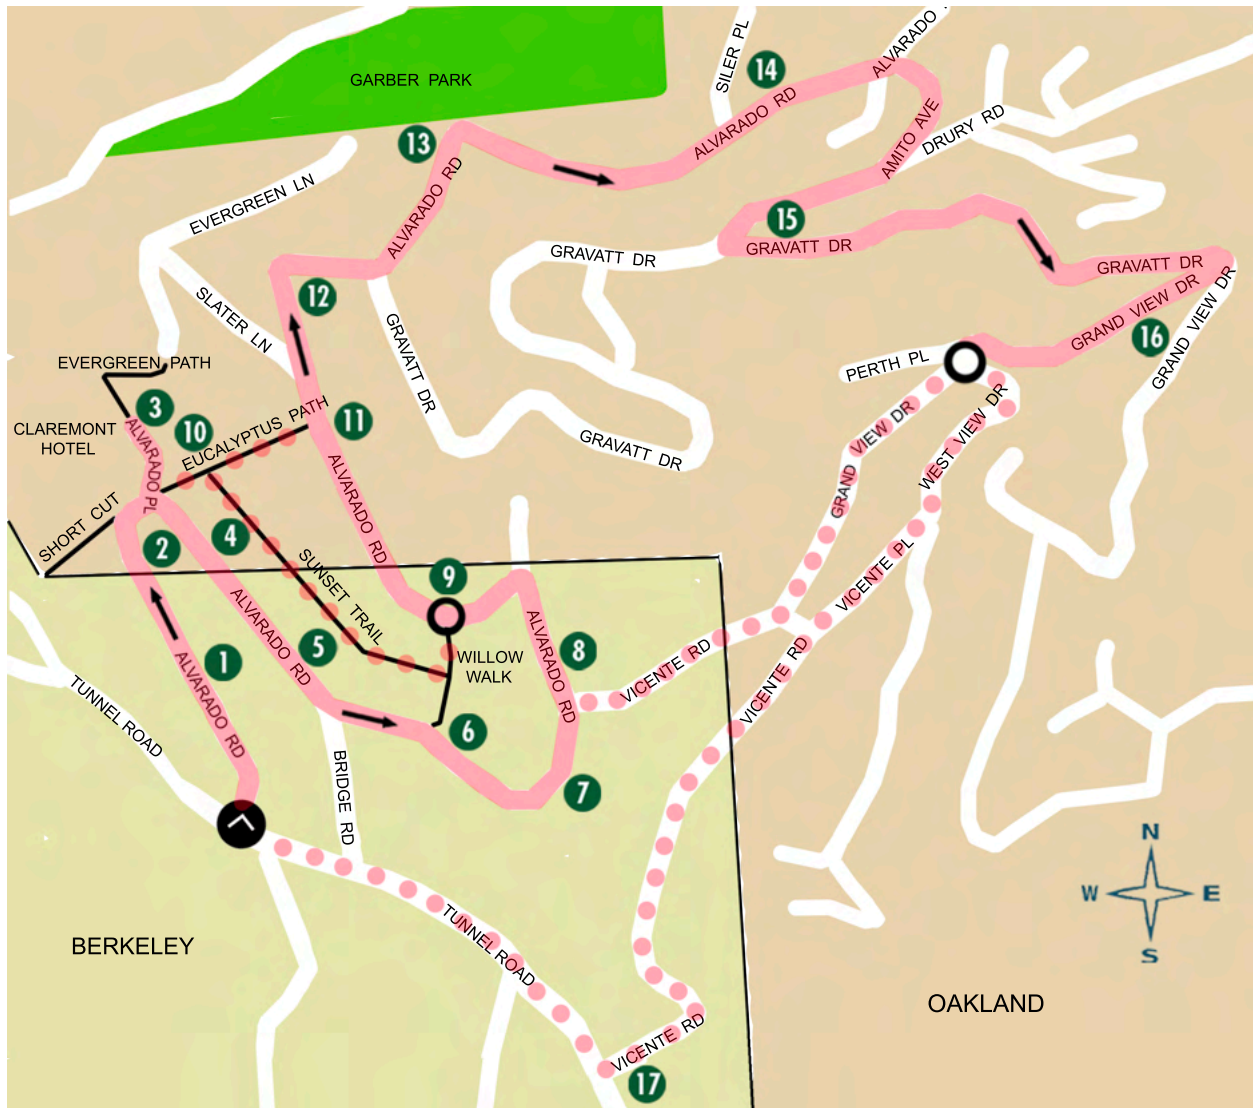 GARBER PARK
SILER PL
14
ALVARADO
ALVARADO RD
13
AMITO AVE
DRURY RD
EVERGREEN LN
ALVARADO RD
15
GRAVATT DR
GRAVATT DR
GRAVATT DR
GRAND VIEW DR
GRAND VIEW DR
16
12
SLATER LN
GRAVATT DR
GRAVATT DR
PERTH PL
EVERGREEN PATH
3
10
CLAREMONT
HOTEL
ALVARADO PL
EUCALYPTUS PATH
11
GRAND VIEW DR
WEST VIEW DR
SHORT CUT
2
4
ALVARADO RD
9
SUNSET TRAIL
VICENTE PL
ALVARADO RD
5
1
ALVARADO RD
WILLOW
WALK
ALVARADO RD
8
VICENTE RD
VICENTE RD
TUNNEL ROAD
6
BRIDGE RD
7
TUNNEL ROAD
VICENTE RD
17
BERKELEY
OAKLAND
N
W
E
S